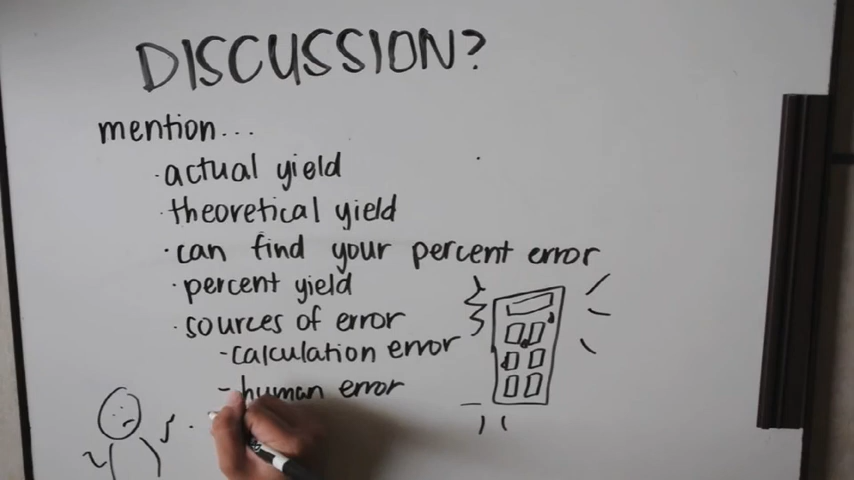 DISCUSSION?
mention...
· actual yield
· theoretical yield
· can find your percent error
· percent yield
· sources of error
- calculation error
- human error
·